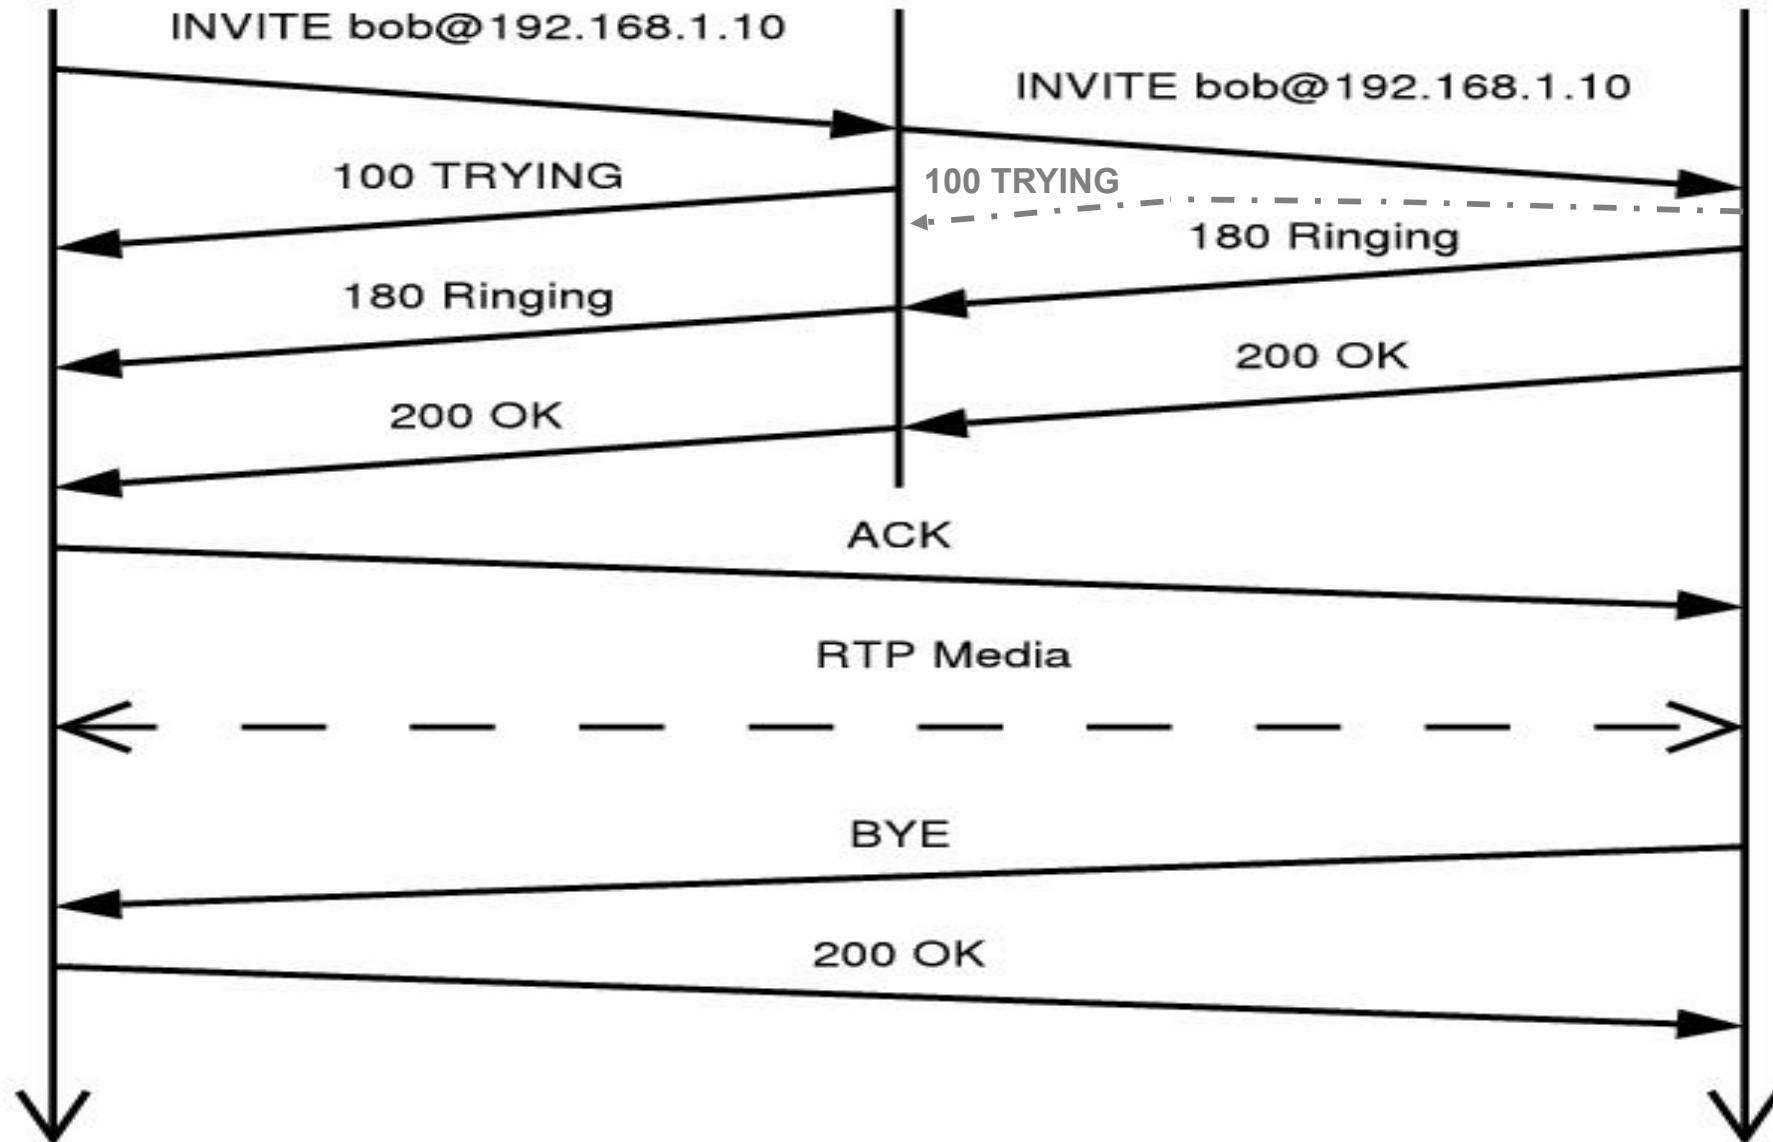 INVITE bob@192.168.1.10
INVITE bob@192.168.1.10
100 TRYING
100 TRYING
180 Ringing
180 Ringing
200 OK
200 OK
ACK
RTP Media
BYE
200 OK